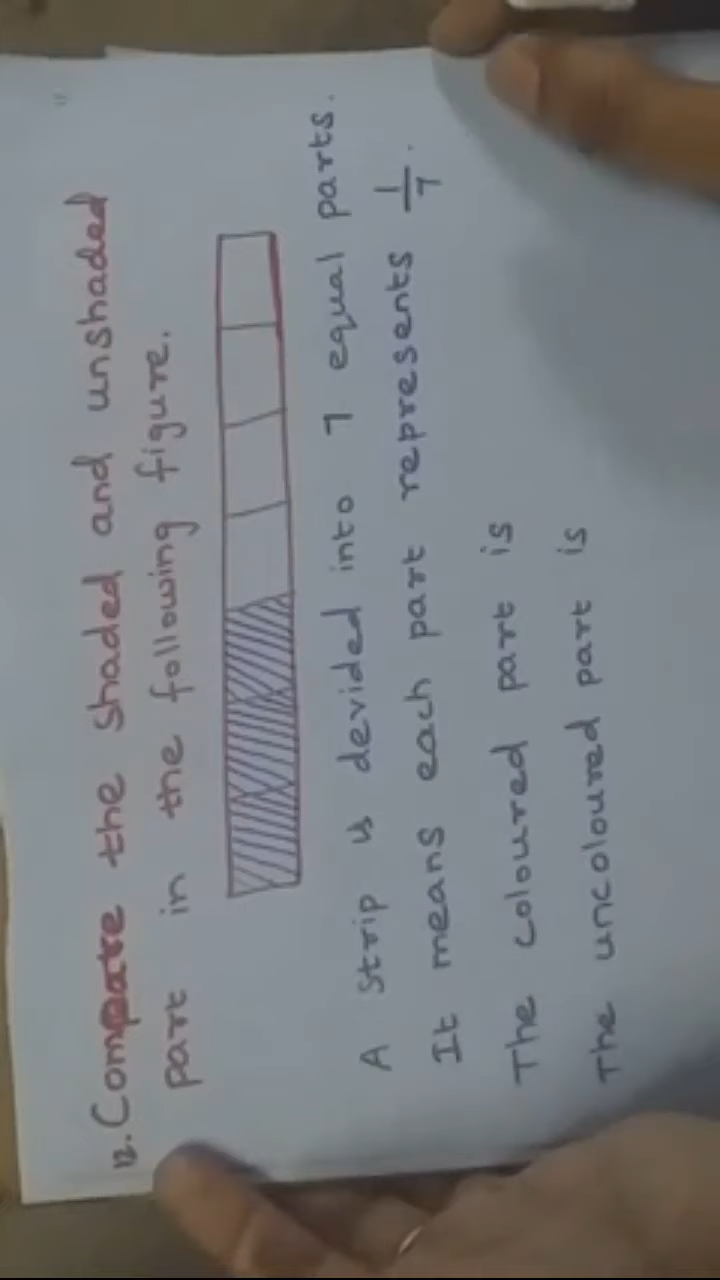 12. Compare the shaded and unshaded
part in the following figure.
A strip is devided into 7 equal parts.
It means each part represents 1/7.
The coloured part is
The uncoloured part is